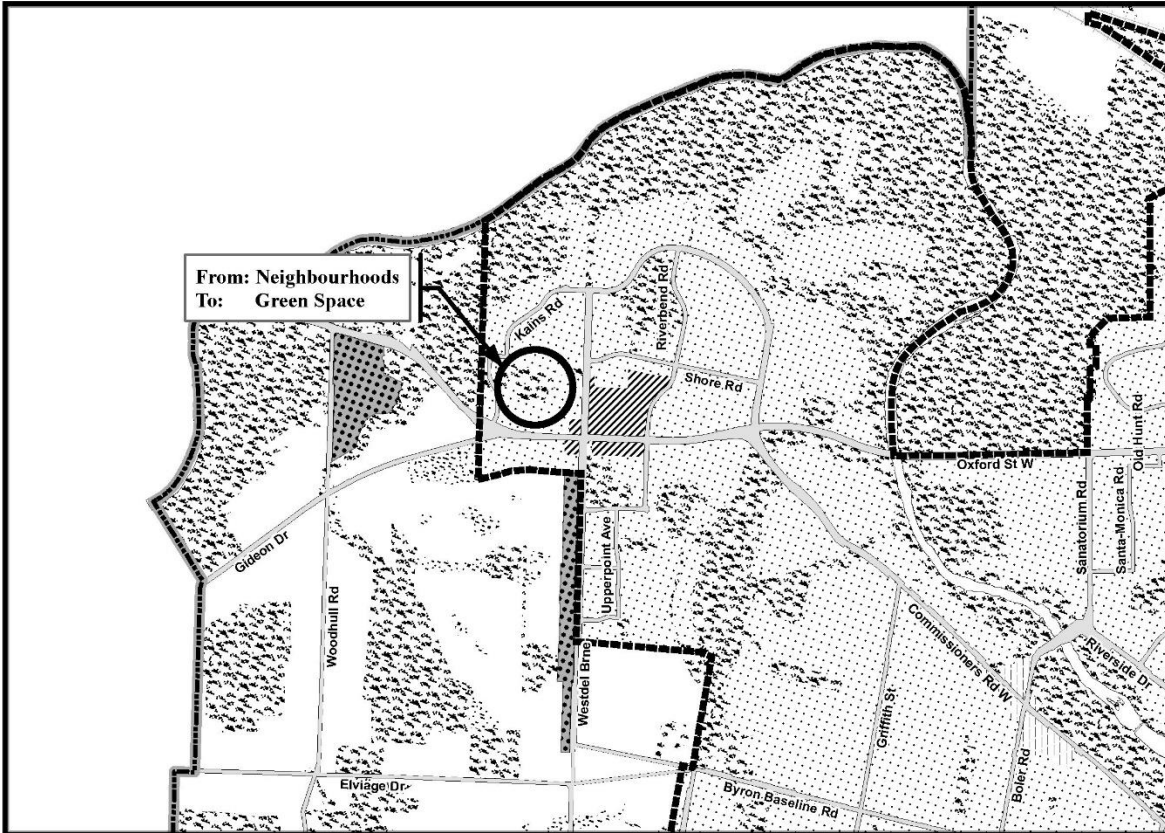 From: Neighbourhoods
To: Green Space
Kains Rd
Riverbend Rd
Shore Rd
Oxford St W
Old Hunt Rd
Sanatorium Rd
Santa-Monica Rd
Gideon Dr
Woodhull Rd
Upperpoint Ave
Westdel Brne
Commissioners Rd W
Riverside Dr
Griffith St
Boler Rd
Elviage Dr
Byron Baseline Rd